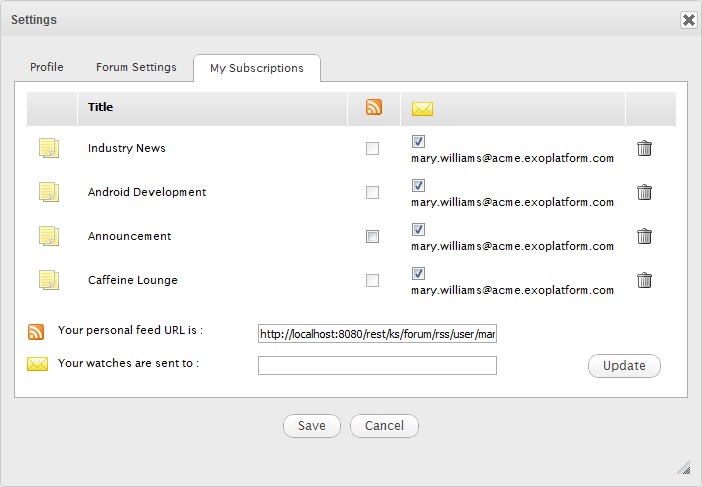 Settings
Profile
Forum Settings
My Subscriptions
Title
Industry News
mary.williams@acme.exoplatform.com
Android Development
mary.williams@acme.exoplatform.com
Announcement
mary.williams@acme.exoplatform.com
Caffeine Lounge
mary.williams@acme.exoplatform.com
Your personal feed URL is :
http://localhost:8080/rest/ks/forum/rss/user/mar
Your watches are sent to :
Update
Save
Cancel